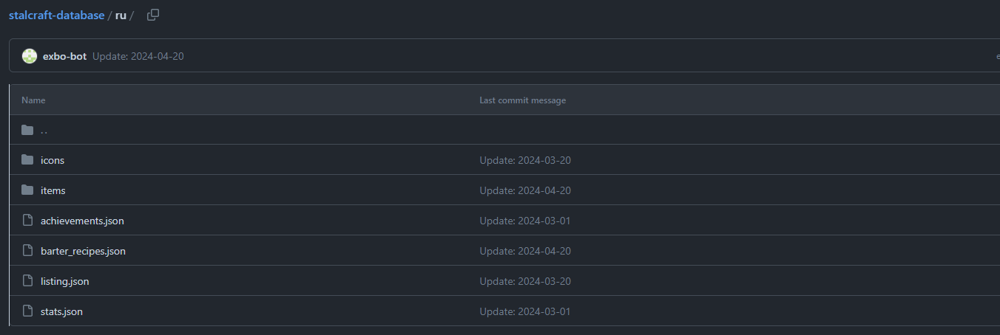 stalcraft-database / ru /
exbo-bot Update: 2024-04-20
Name Last commit message
..
icons Update: 2024-03-20
items Update: 2024-04-20
achievements.json Update: 2024-03-01
barter_recipes.json Update: 2024-04-20
listing.json Update: 2024-03-20
stats.json Update: 2024-03-01